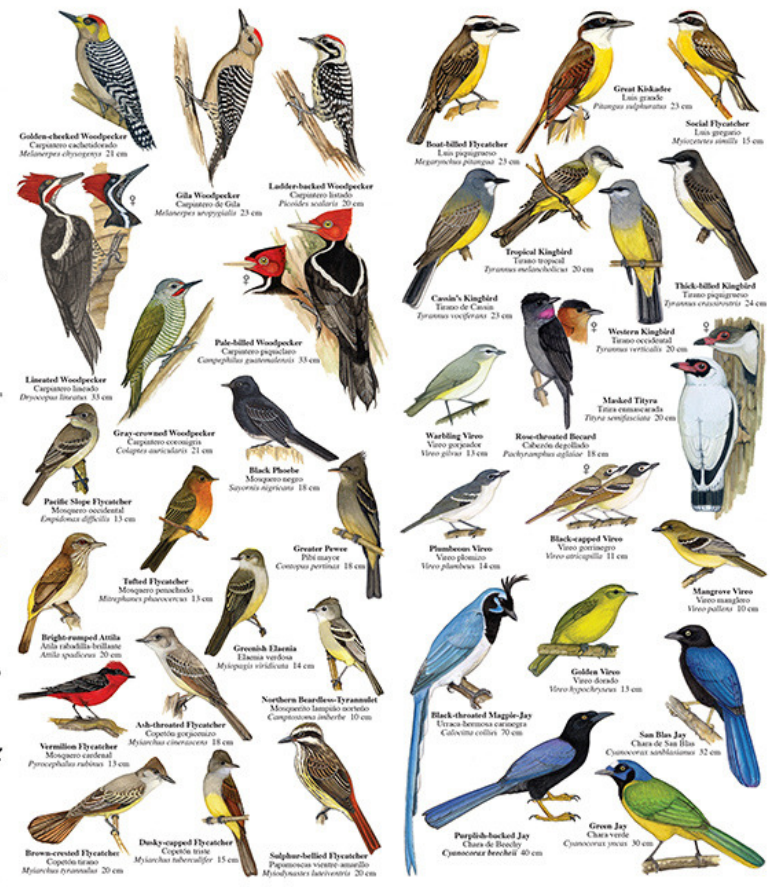 Golden-cheeked Woodpecker
Carpintero cachetidorado
Melanerpes chysogenys 21 cm
Gila Woodpecker
Carpintero de Gila
Melanerpes uropygialis 23 cm
Ladder-backed Woodpecker
Carpintero listado
Picoides scalaris 20 cm
♀
Lineated Woodpecker
Carpintero lineado
Dryocopus lineatus 33 cm
♀
Pale-billed Woodpecker
Carpintero piquiclaro
Campephilus guatemalensis 33 cm
Gray-crowned Woodpecker
Carpintero coronigris
Colaptes auricularis 21 cm
Black Phoebe
Mosquero negro
Sayornis nigricans 18 cm
Pacific Slope Flycatcher
Mosquero occidental
Empidonax difficilis 13 cm
Greater Pewee
Pibí mayor
Contopus pertinax 18 cm
Tufted Flycatcher
Mosquero penachudo
Mitrephanes phaeocercus 13 cm
Bright-rumped Attila
Atila rabadilla-brillante
Attila spadiceus 20 cm
Greenish Elaenia
Elaenia verdosa
Myiopagis viridicata 14 cm
Northern Beardless-Tyrannulet
Mosquerito lampiño norteño
Camptostoma imberbe 10 cm
Ash-throated Flycatcher
Copetón gorjicenizo
Myiarchus cinerascens 18 cm
Vermilion Flycatcher
Mosquero cardenal
Pyrocephalus rubinus 13 cm
Brown-crested Flycatcher
Copetón tirano
Myiarchus tyrannulus 20 cm
Dusky-capped Flycatcher
Copetón triste
Myiarchus tuberculifer 15 cm
Sulphur-bellied Flycatcher
Papamoscas vientre-amarillo
Myiodynastes luteiventris 20 cm
Boat-billed Flycatcher
Luis piquigrueso
Megarynchus pitangua 23 cm
Great Kiskadee
Luis grande
Pitangus sulphuratus 23 cm
Social Flycatcher
Luis gregario
Myiozetetes similis 15 cm
Tropical Kingbird
Tirano tropical
Tyrannus melancholicus 20 cm
Cassin's Kingbird
Tirano de Cassin
Tyrannus vociferans 23 cm
Thick-billed Kingbird
Tirano piquigrueso
Tyrannus crassirostris 24 cm
Western Kingbird
Tirano occidental
Tyrannus verticalis 20 cm
♀
♀
Masked Tityra
Titira enmascarada
Tityra semifasciata 20 cm
Warbling Vireo
Vireo gorjeador
Vireo gilvus 13 cm
Rose-throated Becard
Cabezón degollado
Pachyramphus aglaiae 18 cm
♀
Plumbeous Vireo
Vireo plomizo
Vireo plumbeus 14 cm
Black-capped Vireo
Vireo gorrinegro
Vireo atricapilla 11 cm
Mangrove Vireo
Vireo manglero
Vireo pallens 10 cm
Golden Vireo
Vireo dorado
Vireo hypochryseus 13 cm
Black-throated Magpie-Jay
Urraca-hermosa carinegra
Calocitta colliei 70 cm
San Blas Jay
Chara de San Blas
Cyanocorax sanblasianus 32 cm
Purplish-backed Jay
Chara de Beechy
Cyanocorax beecheii 40 cm
Green Jay
Chara verde
Cyanocorax yncas 30 cm